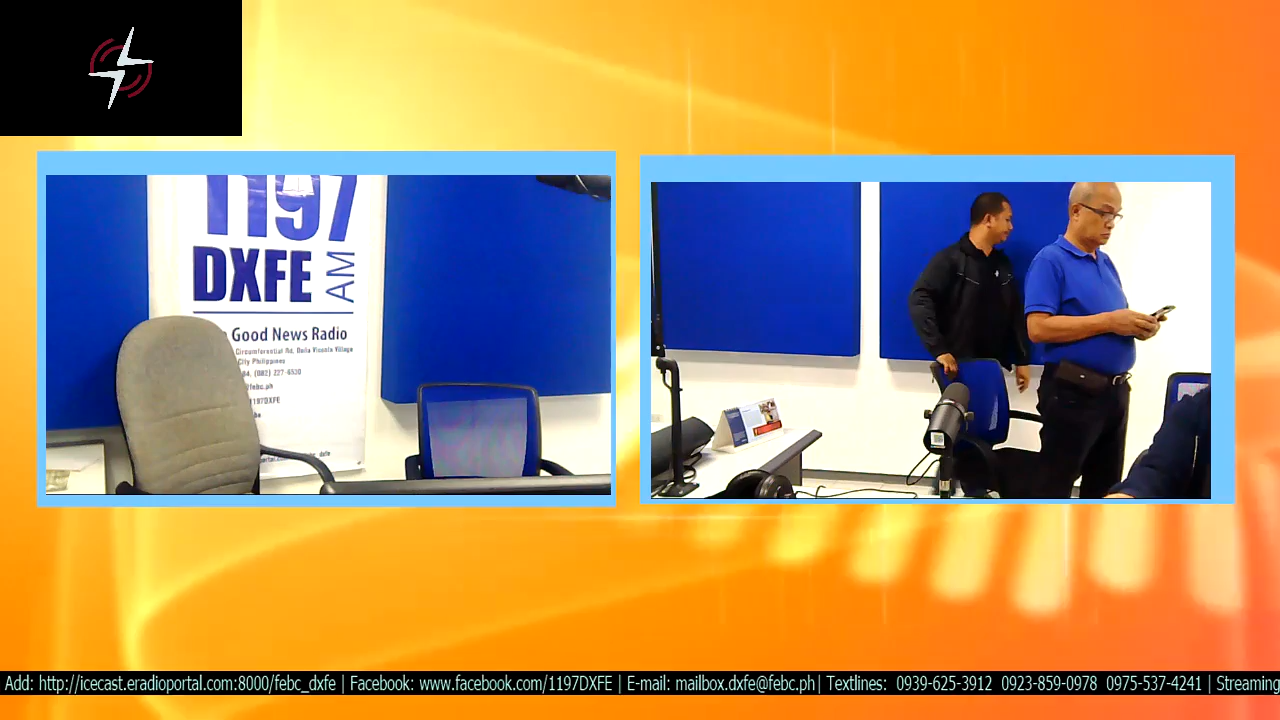 1197
DXFE
AM
Good News Radio
Circumferential Rd, Doña Vicenta Village
City Philippines
(082) 227-6530
@febc.ph
1197DXFE
Add: http://icecast.eradioportal.com:8000/febc_dxfe | Facebook: www.facebook.com/1197DXFE | E-mail: mailbox.dxfe@febc.ph | Textlines: 0939-625-3912 0923-859-0978 0975-537-4241 | Streaming